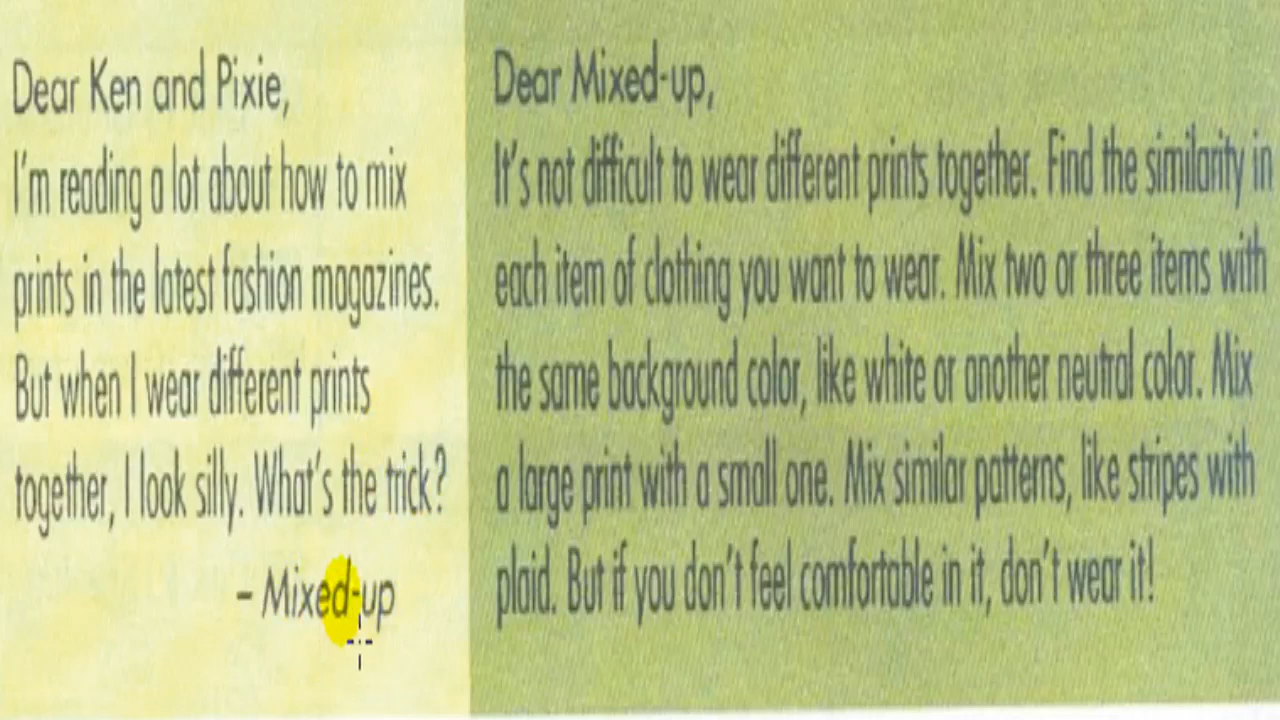 Dear Ken and Pixie,
I'm reading a lot about how to mix
prints in the latest fashion magazines.
But when I wear different prints
together, I look silly. What's the trick?
– Mixed-up
Dear Mixed-up,
It's not difficult to wear different prints together. Find the similarity in
each item of clothing you want to wear. Mix two or three items with
the same background color, like white or another neutral color. Mix
a large print with a small one. Mix similar patterns, like stripes with
plaid. But if you don't feel comfortable in it, don't wear it!